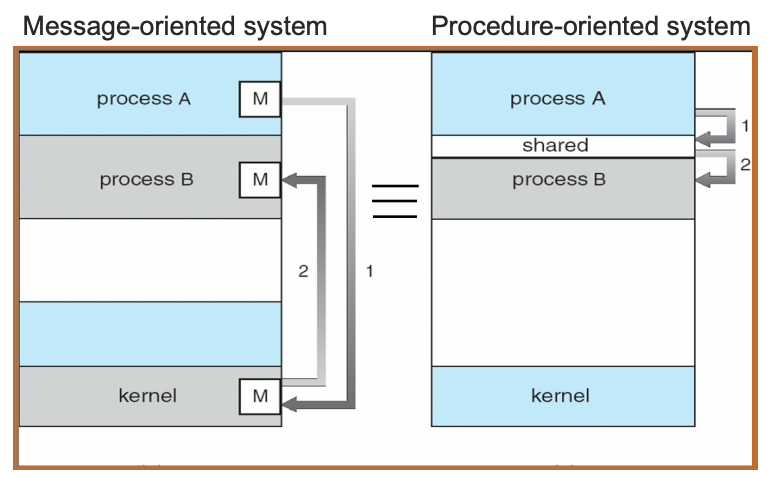 Message-oriented system
Procedure-oriented system
process A
M
process B
M
2
1
kernel
M
process A
1
shared
2
process B
kernel